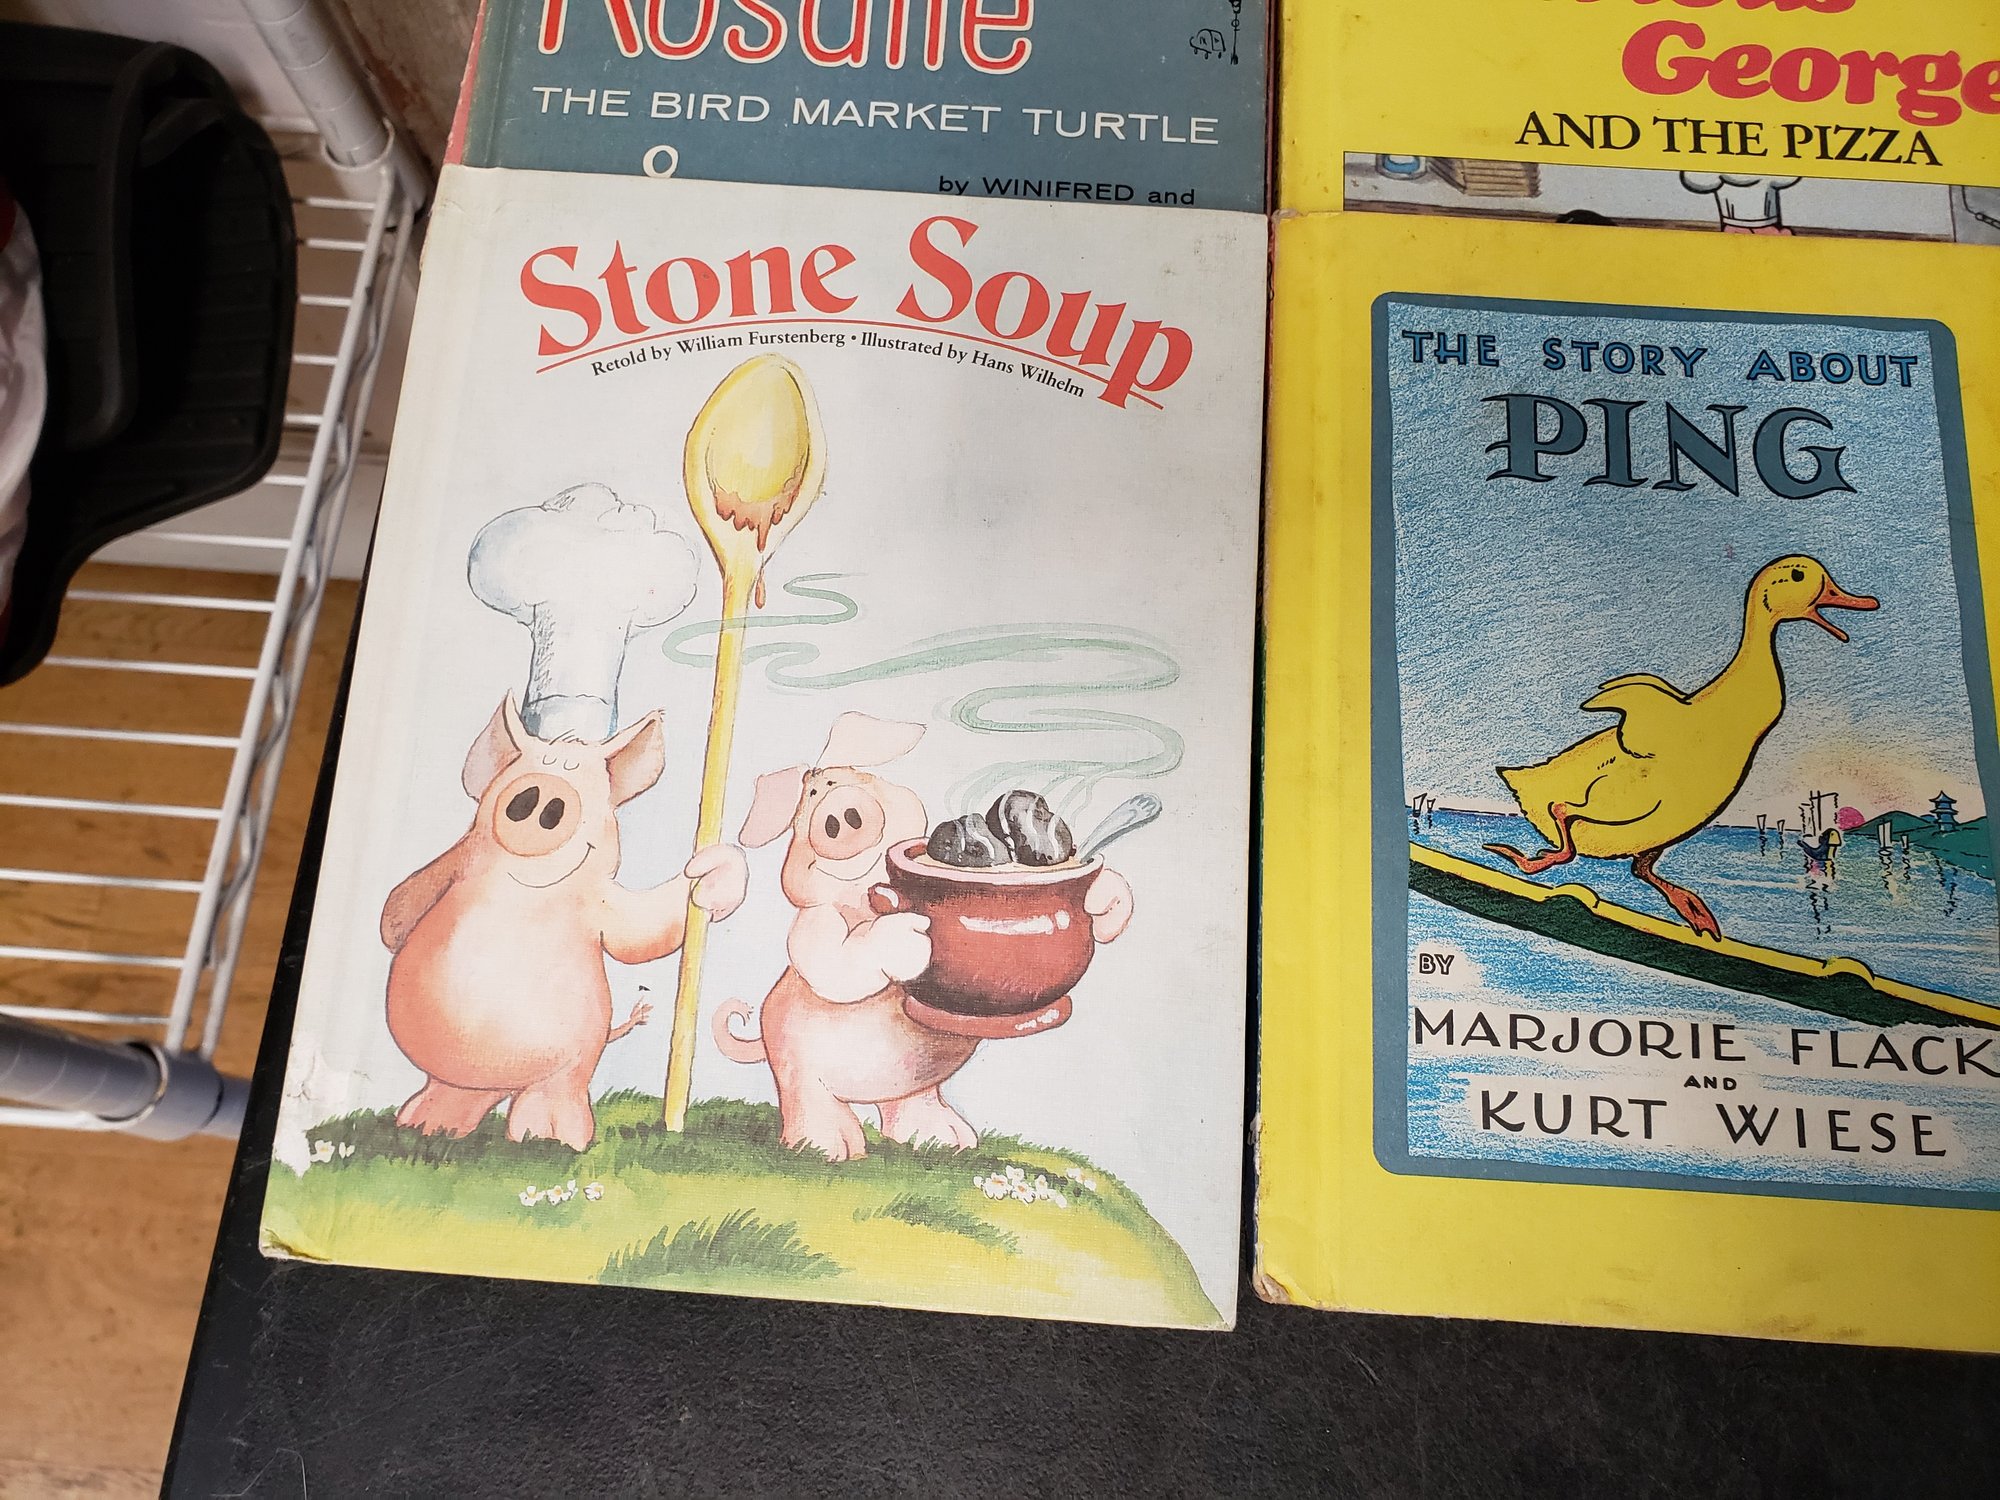 Rosalie
THE BIRD MARKET TURTLE
by WINIFRED and
George
AND THE PIZZA
Stone Soup
Retold by William Furstenberg • Illustrated by Hans Wilhelm
THE STORY ABOUT
PING
BY
MARJORIE FLACK
AND
KURT WIESE